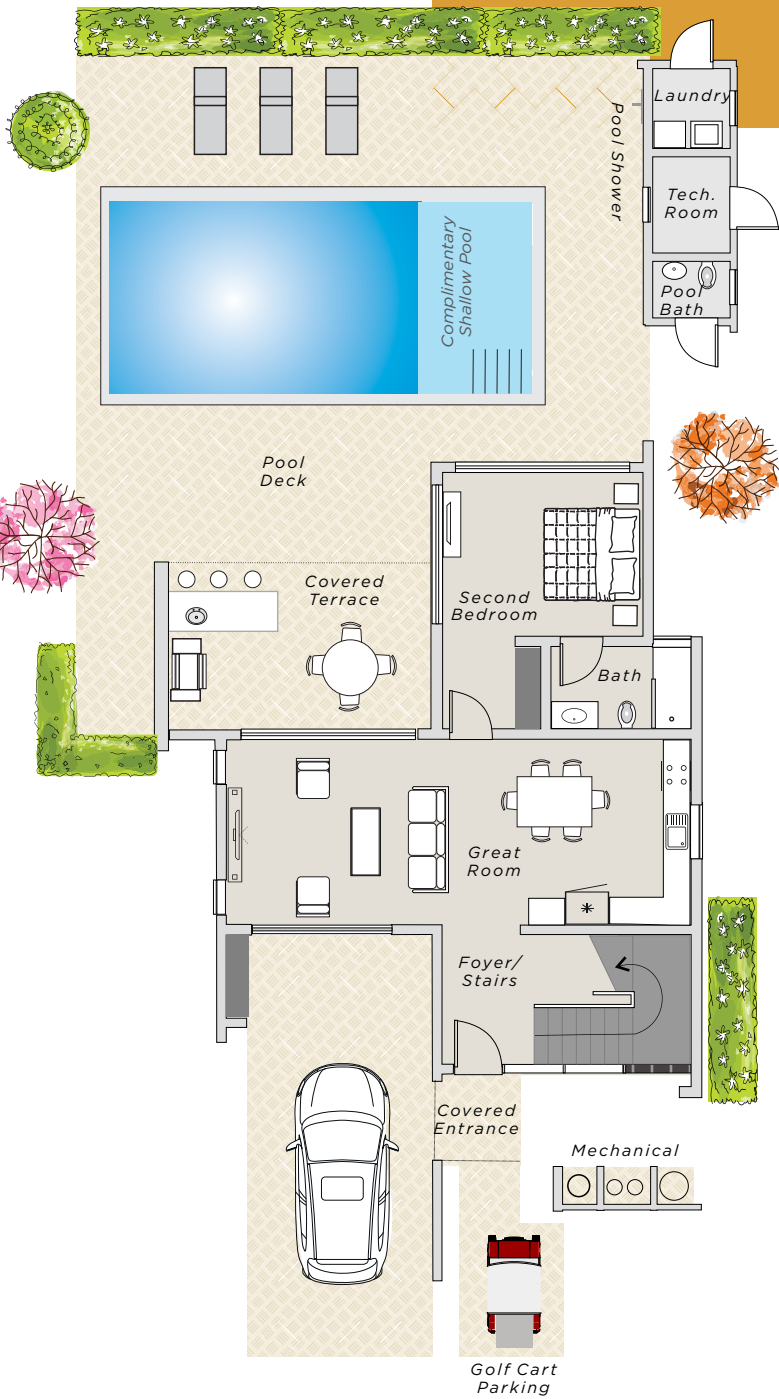 Laundry
Pool Shower
Tech.
Room
Pool
Bath
Complimentary
Shallow Pool
Pool
Deck
Covered
Terrace
Second
Bedroom
Bath
Great
Room
Foyer/
Stairs
Covered
Entrance
Mechanical
Golf Cart
Parking